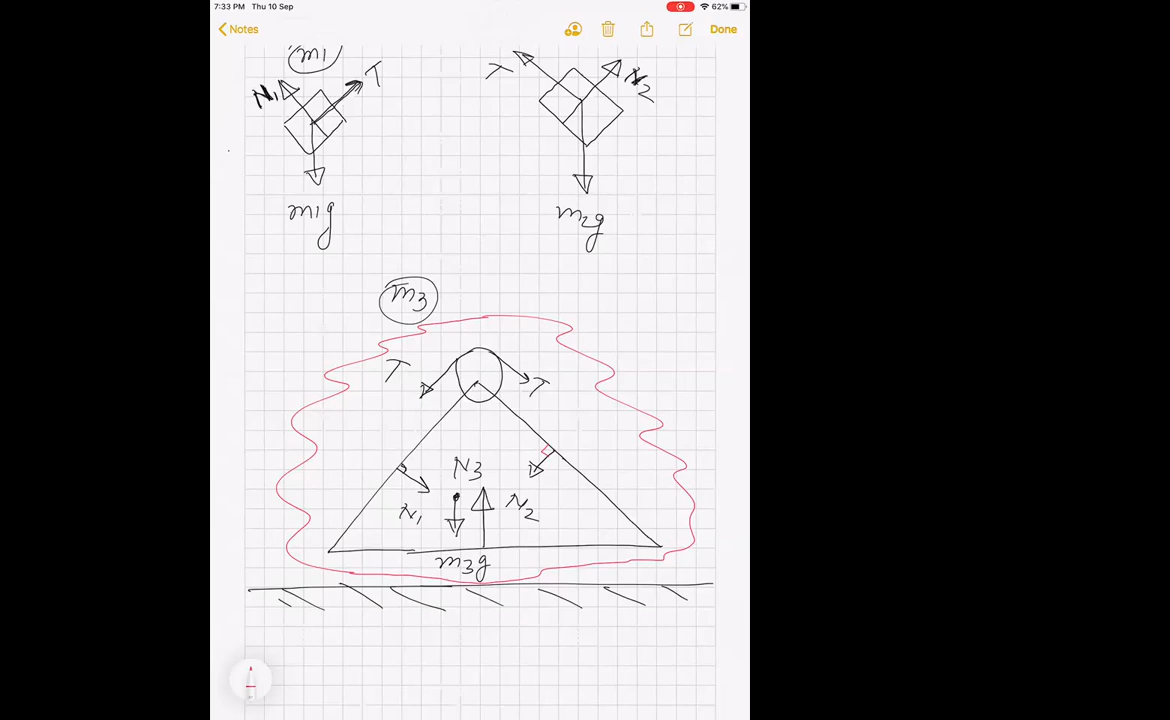 7:33 PM Thu 10 Sep
62%
Notes
Done
m1
N1
T
m1g
T
N2
m2g
m3
T
T
N3
N1
N2
m3g